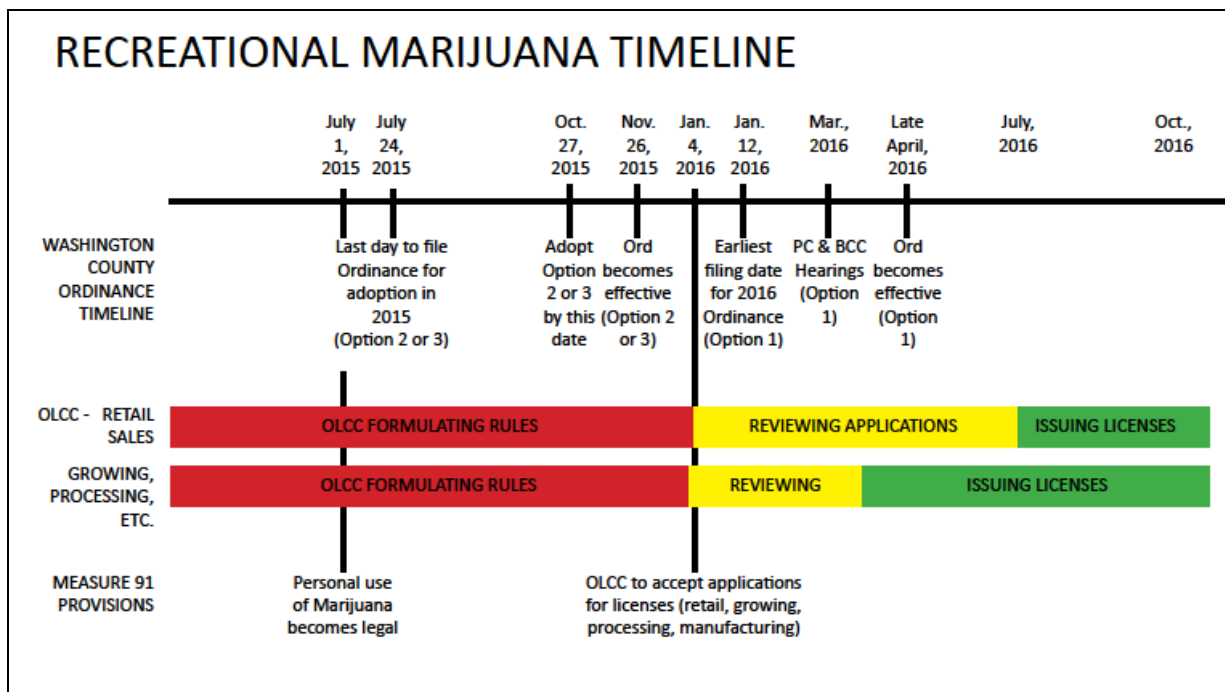 RECREATIONAL MARIJUANA TIMELINE
July
1,
2015
July
24,
2015
Oct.
27,
2015
Nov.
26,
2015
Jan.
4,
2016
Jan.
12,
2016
Mar.,
2016
Late
April,
2016
July,
2016
Oct.,
2016
WASHINGTON
COUNTY
ORDINANCE
TIMELINE
Last day to file
Ordinance for
adoption in
2015
(Option 2 or 3)
Adopt
Option
2 or 3
by this
date
Ord
becomes
effective
(Option 2
or 3)
Earliest
filing date
for 2016
Ordinance
(Option 1)
PC & BCC
Hearings
(Option
1)
Ord
becomes
effective
(Option
1)
OLCC - RETAIL
SALES
OLCC FORMULATING RULES
REVIEWING APPLICATIONS
ISSUING LICENSES
GROWING,
PROCESSING,
ETC.
OLCC FORMULATING RULES
REVIEWING
ISSUING LICENSES
MEASURE 91
PROVISIONS
Personal use
of Marijuana
becomes legal
OLCC to accept applications
for licenses (retail, growing,
processing, manufacturing)